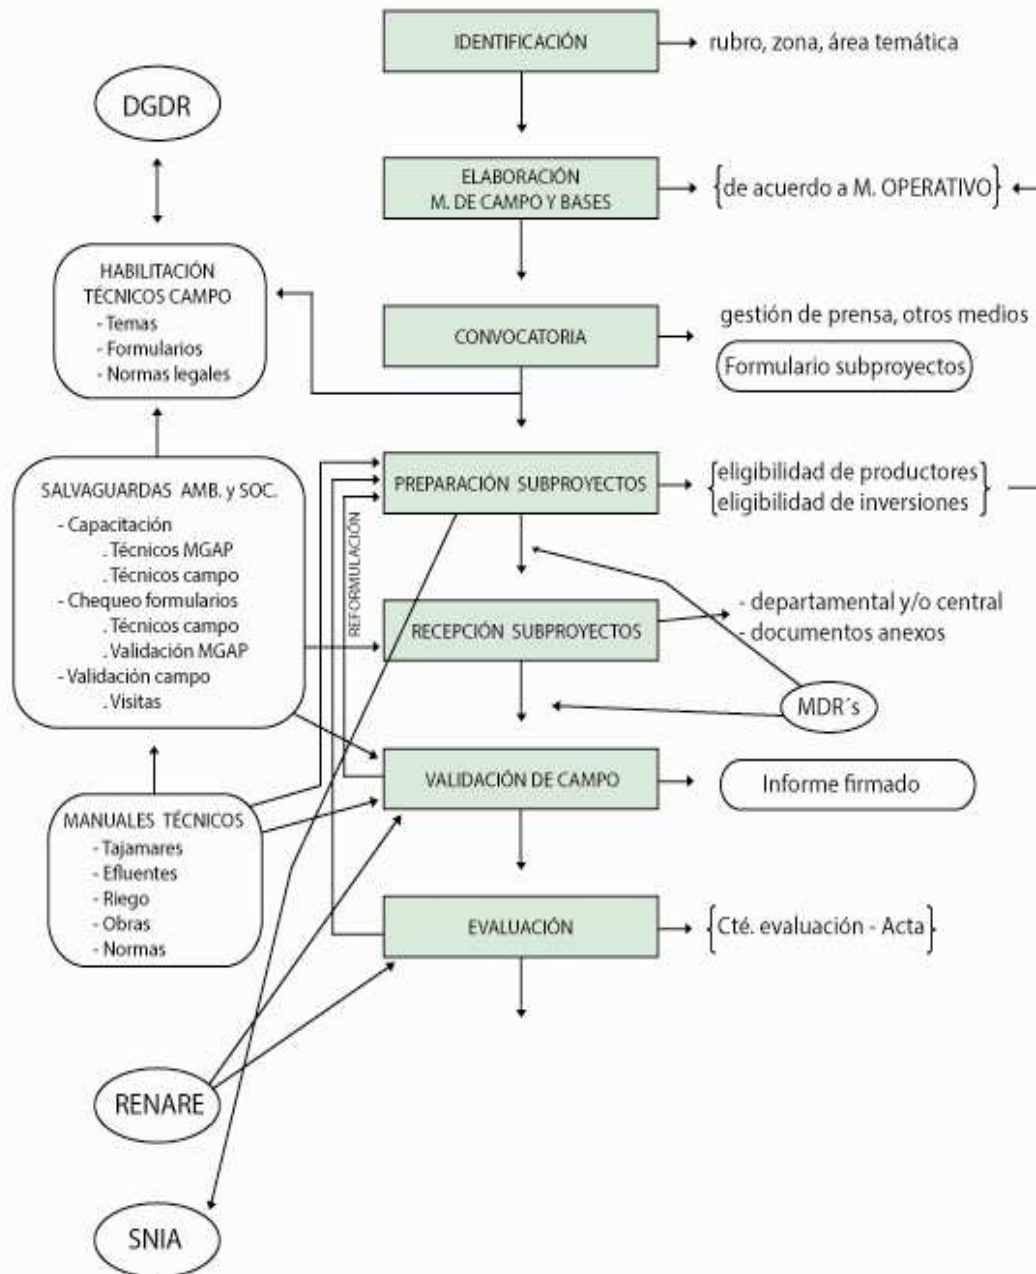 IDENTIFICACIÓN
rubro, zona, área temática
DGDR
ELABORACIÓN
M. DE CAMPO Y BASES
{de acuerdo a M. OPERATIVO}
HABILITACIÓN
TÉCNICOS CAMPO
- Temas
- Formularios
- Normas legales
CONVOCATORIA
gestión de prensa, otros medios
Formulario subproyectos
SALVAGUARDAS AMB. y SOC.
- Capacitación
. Técnicos MGAP
. Técnicos campo
- Chequeo formularios
. Técnicos campo
. Validación MGAP
- Validación campo
. Visitas
PREPARACIÓN SUBPROYECTOS
{eligibilidad de productores
eligibilidad de inversiones}
REFORMULACIÓN
RECEPCIÓN SUBPROYECTOS
- departamental y/o central
- documentos anexos
MDR´s
VALIDACIÓN DE CAMPO
Informe firmado
MANUALES TÉCNICOS
- Tajamares
- Efluentes
- Riego
- Obras
- Normas
EVALUACIÓN
{Cté. evaluación - Acta}
RENARE
SNIA